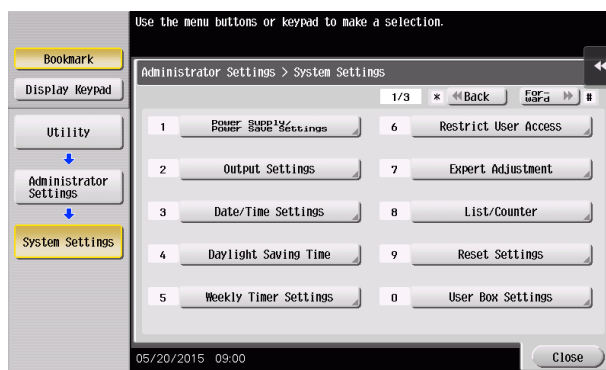 Use the menu buttons or keypad to make a selection.
Bookmark
Display Keypad
Utility
Administrator
Settings
System Settings
Administrator Settings > System Settings
1/3 * Back For-
ward #
1 Power Supply/
Power Save Settings
6 Restrict User Access
2 Output Settings
7 Expert Adjustment
3 Date/Time Settings
8 List/Counter
4 Daylight Saving Time
9 Reset Settings
5 Weekly Timer Settings
0 User Box Settings
05/20/2015 09:00
Close